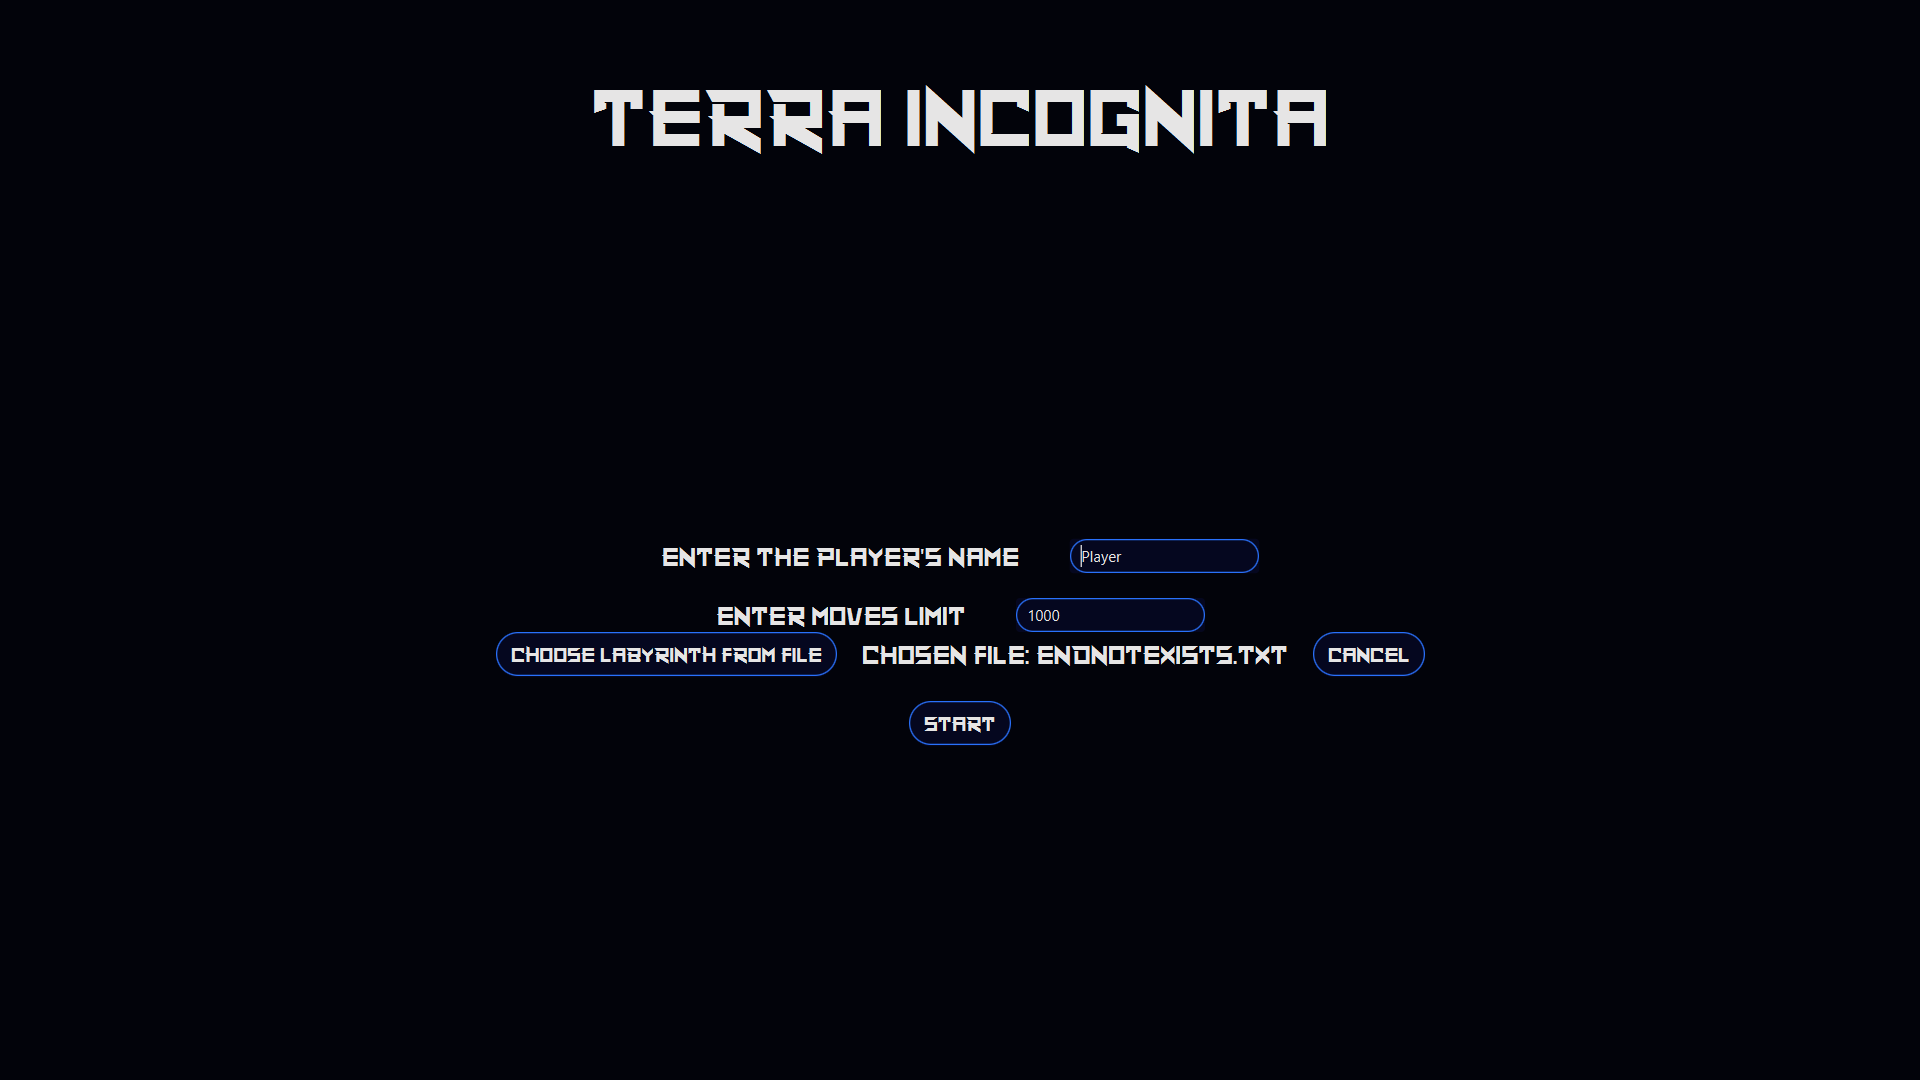 TERRA INCOGNITA
ENTER THE PLAYER'S NAME Player
ENTER MOVES LIMIT 1000
CHOOSE LABYRINTH FROM FILE CHOSEN FILE: ENDNOTEXISTS.TXT CANCEL
START